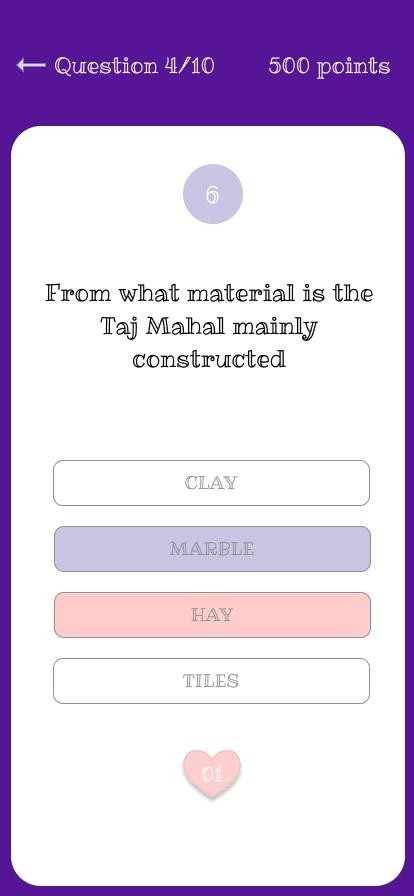 Question 4/10 500 points
6
From what material is the
Taj Mahal mainly
constructed
CLAY
MARBLE
HAY
TILES
01